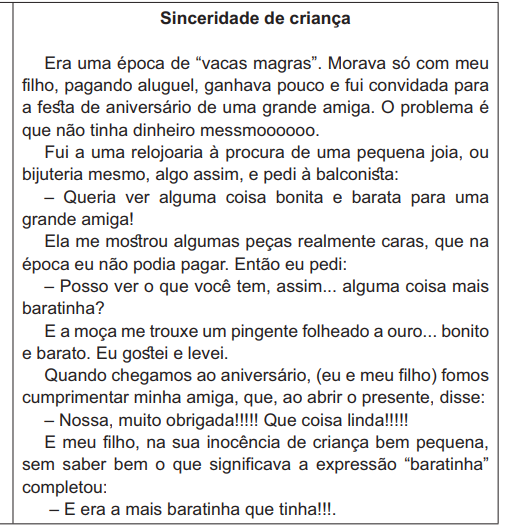 Sinceridade de criança
Era uma época de “vacas magras”. Morava só com meu
filho, pagando aluguel, ganhava pouco e fui convidada para
a festa de aniversário de uma grande amiga. O problema é
que não tinha dinheiro messmoooooo.
Fui a uma relojoaria à procura de uma pequena joia, ou
bijuteria mesmo, algo assim, e pedi à balconista:
– Queria ver alguma coisa bonita e barata para uma
grande amiga!
Ela me mostrou algumas peças realmente caras, que na
época eu não podia pagar. Então eu pedi:
– Posso ver o que você tem, assim... alguma coisa mais
baratinha?
E a moça me trouxe um pingente folheado a ouro... bonito
e barato. Eu gostei e levei.
Quando chegamos ao aniversário, (eu e meu filho) fomos
cumprimentar minha amiga, que, ao abrir o presente, disse:
– Nossa, muito obrigada!!!!! Que coisa linda!!!!!
E meu filho, na sua inocência de criança bem pequena,
sem saber bem o que significava a expressão “baratinha”
completou:
– E era a mais baratinha que tinha!!!.